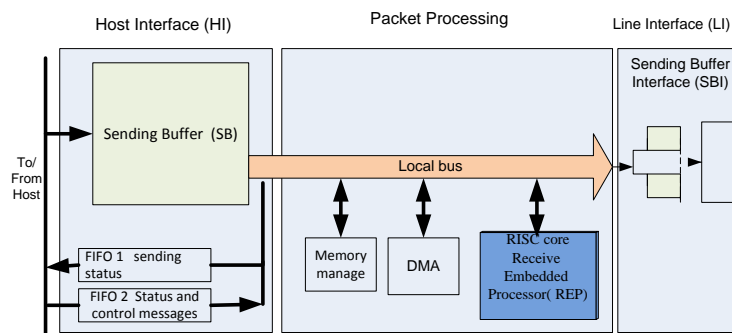 Host Interface (HI)
Packet Processing
Line Interface (LI)
Sending Buffer
Interface (SBI)
Sending Buffer (SB)
To/
From
Host
Local bus
FIFO 1 sending
status
FIFO 2 Status and
control messages
Memory
manage
DMA
RISC core
Receive
Embedded
Processor( REP)